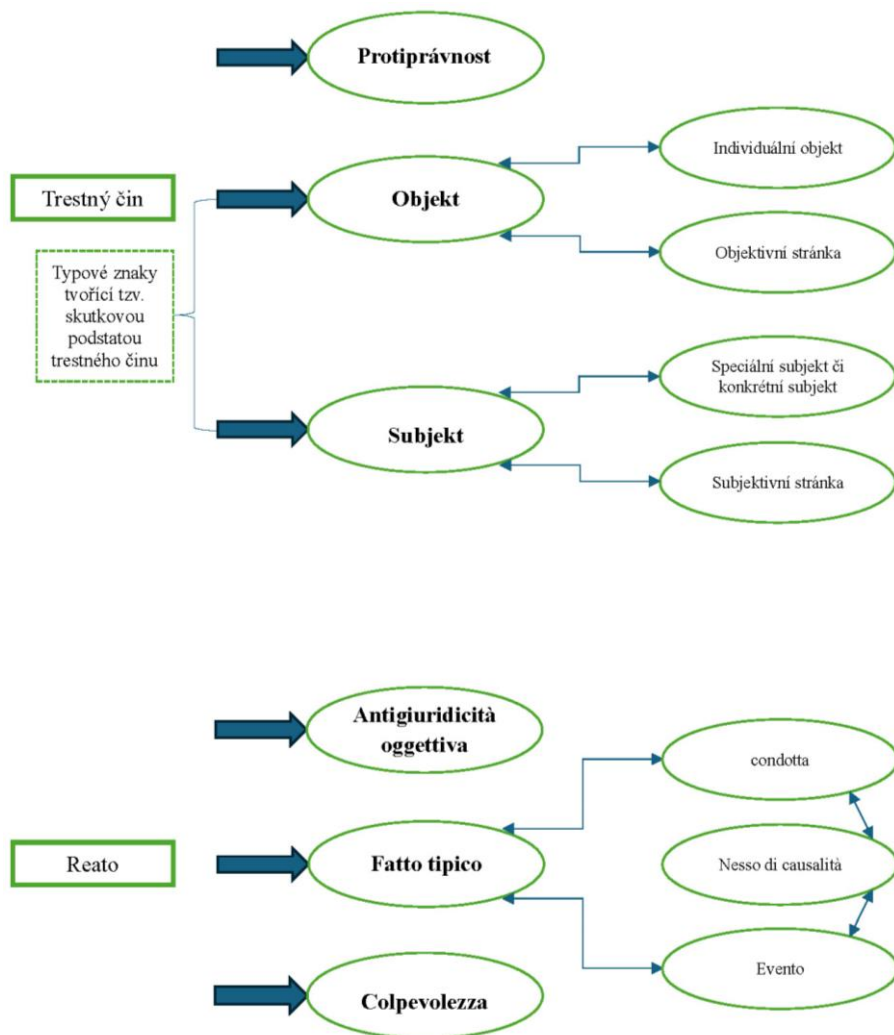 Protiprávnost
Individuální objekt
Trestný čin
Objekt
Typové znaky
tvořící tzv.
skutkovou
podstatou
trestného činu
Objektivní stránka
Speciální subjekt či
konkrétní subjekt
Subjekt
Subjektivní stránka
Antigiuridicità
oggettiva
condotta
Reato
Fatto tipico
Nesso di causalità
Evento
Colpevolezza